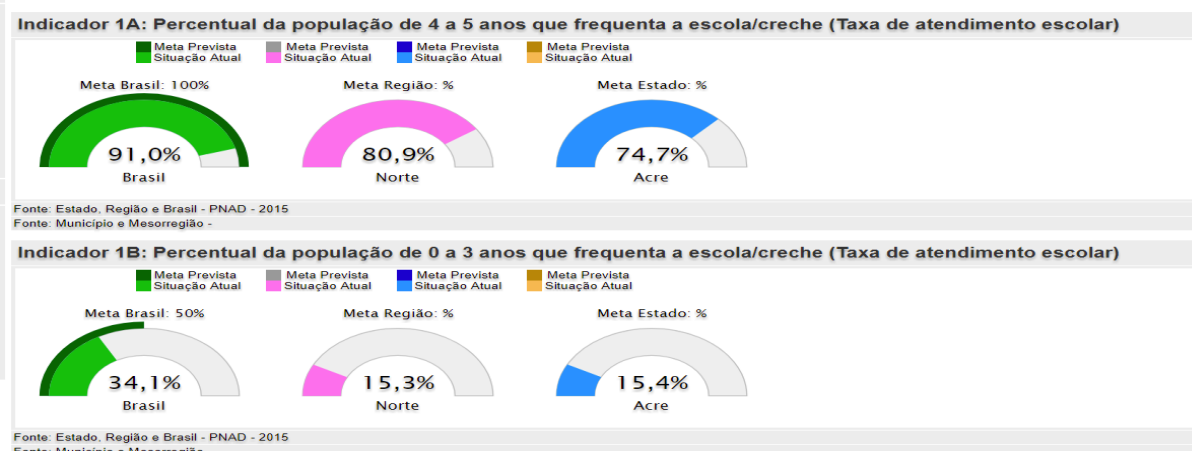 Indicador 1A: Percentual da população de 4 a 5 anos que frequenta a escola/creche (Taxa de atendimento escolar)
Meta Prevista Meta Prevista Meta Prevista Meta Prevista
Situação Atual Situação Atual Situação Atual Situação Atual
Meta Brasil: 100% Meta Região: % Meta Estado: %
91,0% 80,9% 74,7%
Brasil Norte Acre
Fonte: Estado, Região e Brasil - PNAD - 2015
Fonte: Município e Mesorregião -
Indicador 1B: Percentual da população de 0 a 3 anos que frequenta a escola/creche (Taxa de atendimento escolar)
Meta Prevista Meta Prevista Meta Prevista Meta Prevista
Situação Atual Situação Atual Situação Atual Situação Atual
Meta Brasil: 50% Meta Região: % Meta Estado: %
34,1% 15,3% 15,4%
Brasil Norte Acre
Fonte: Estado, Região e Brasil - PNAD - 2015
Fonte: Município e Mesorregião